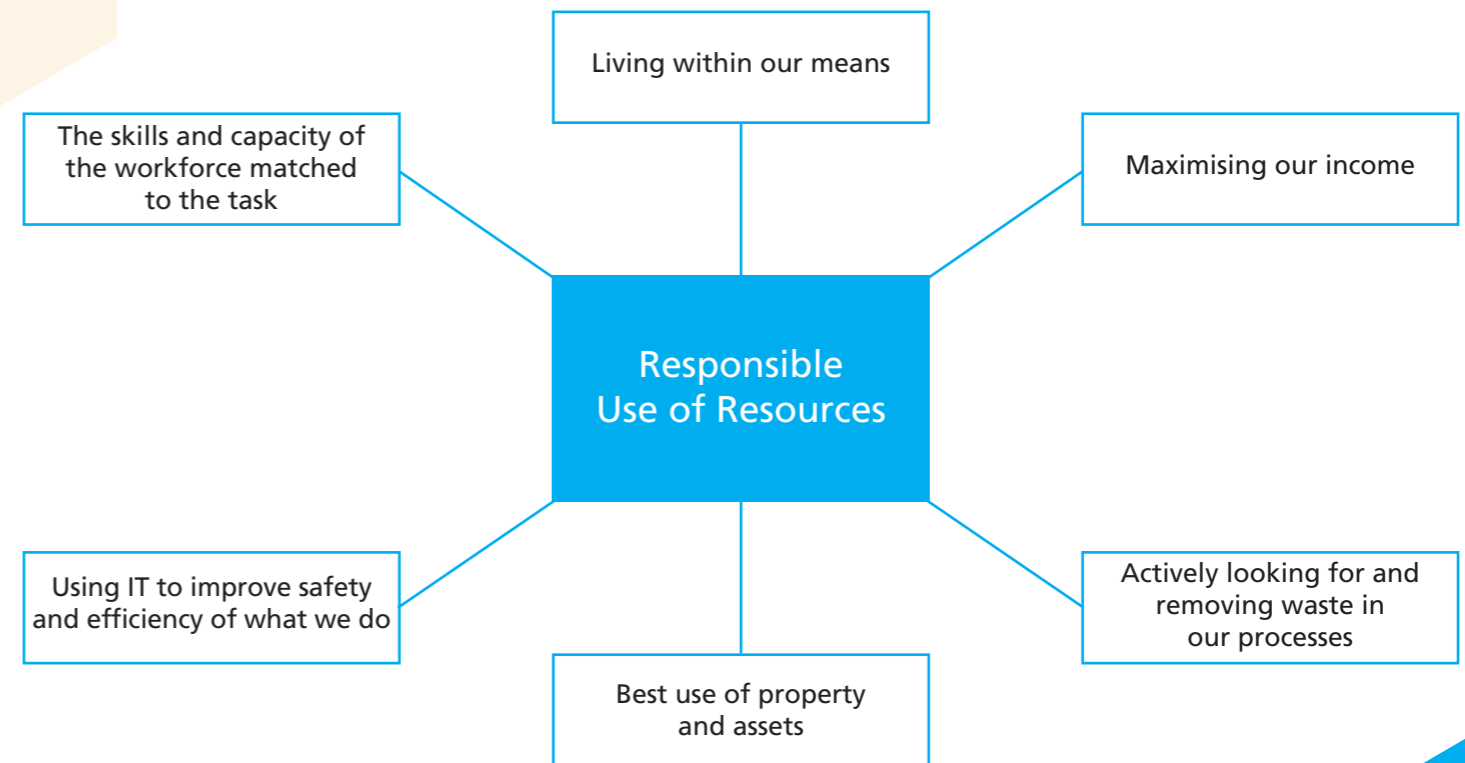 Living within our means
The skills and capacity of
the workforce matched
to the task
Maximising our income
Responsible
Use of Resources
Using IT to improve safety
and efficiency of what we do
Actively looking for and
removing waste in
our processes
Best use of property
and assets